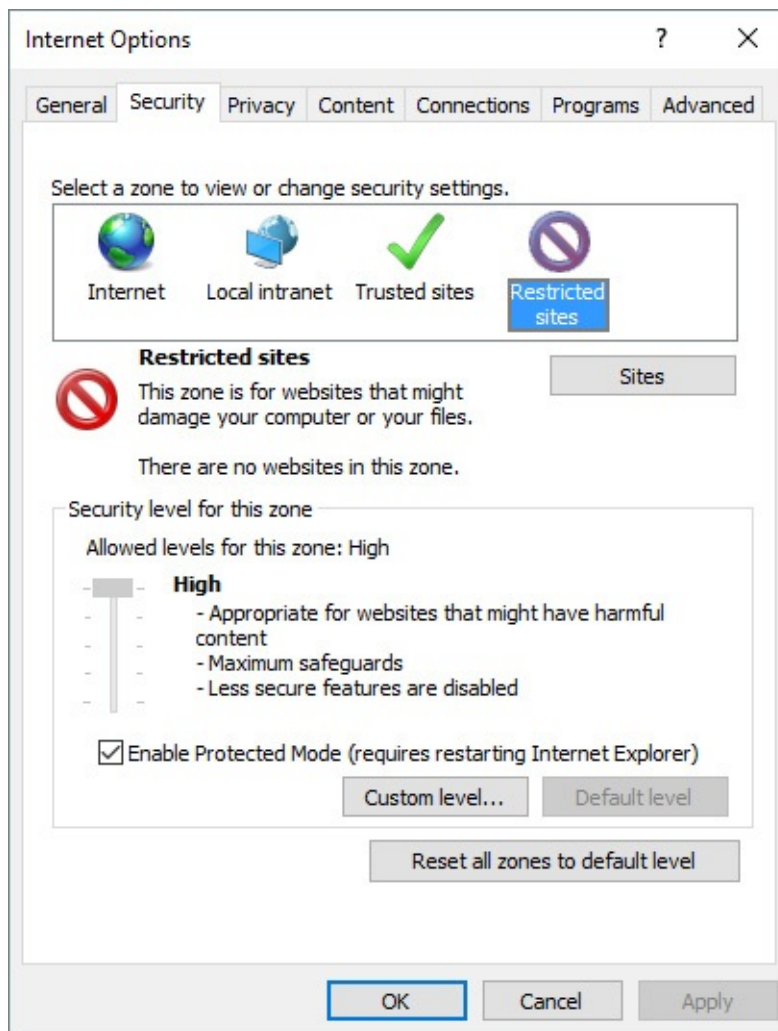 Internet Options
?
General Security Privacy Content Connections Programs Advanced
Select a zone to view or change security settings.
Internet Local intranet Trusted sites Restricted
sites
Restricted sites
Sites
This zone is for websites that might
damage your computer or your files.
There are no websites in this zone.
Security level for this zone
Allowed levels for this zone: High
High
- Appropriate for websites that might have harmful
content
- Maximum safeguards
- Less secure features are disabled
Enable Protected Mode (requires restarting Internet Explorer)
Custom level... Default level
Reset all zones to default level
OK Cancel Apply